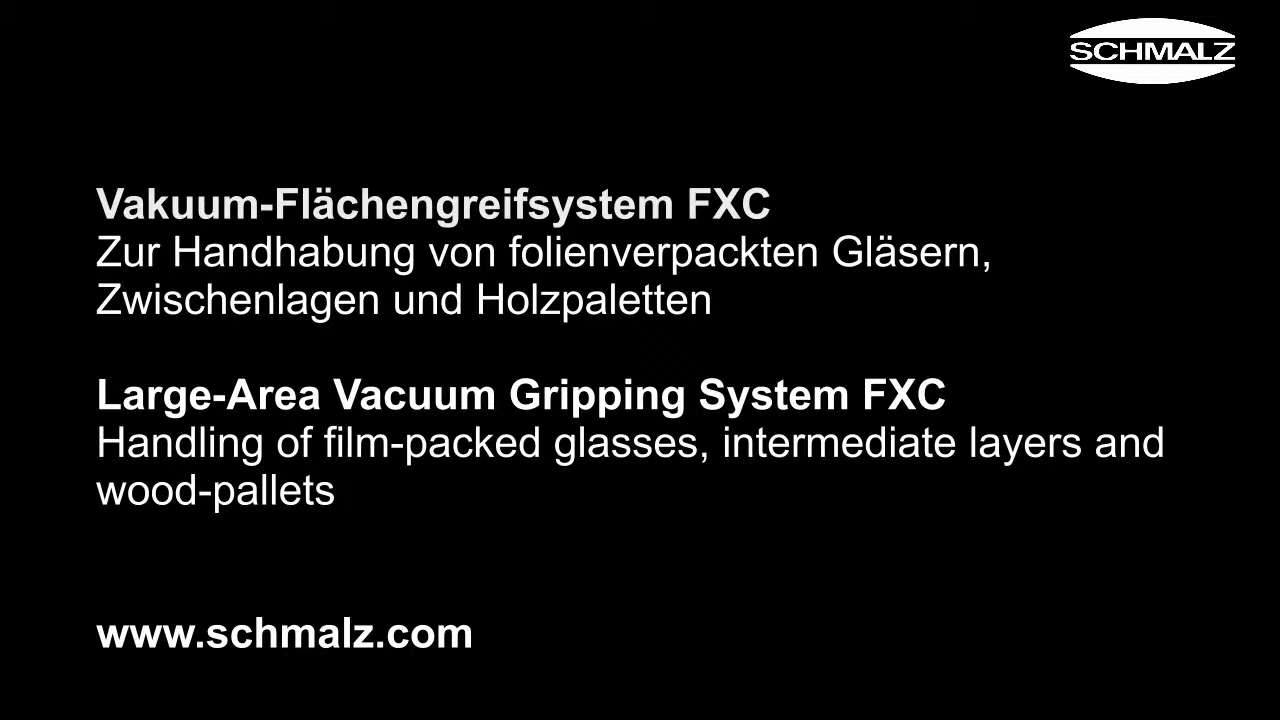 SCHMALZ
Vakuum-Flächengreifsystem FXC
Zur Handhabung von folienverpackten Gläsern,
Zwischenlagen und Holzpaletten
Large-Area Vacuum Gripping System FXC
Handling of film-packed glasses, intermediate layers and
wood-pallets
www.schmalz.com